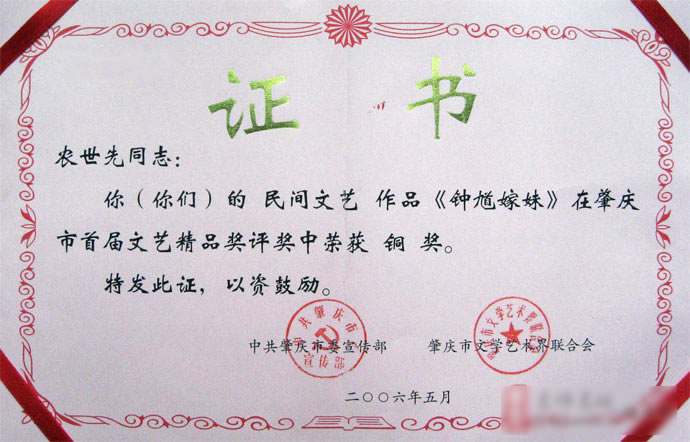 证 书
农世先同志：
你（你们）的 民间文艺 作品《钟馗嫁妹》在肇庆
市首届文艺精品奖评奖中荣获 铜 奖。
特发此证，以资鼓励。
中共肇庆市委宣传部 肇庆市文学艺术界联合会
二〇〇六年五月